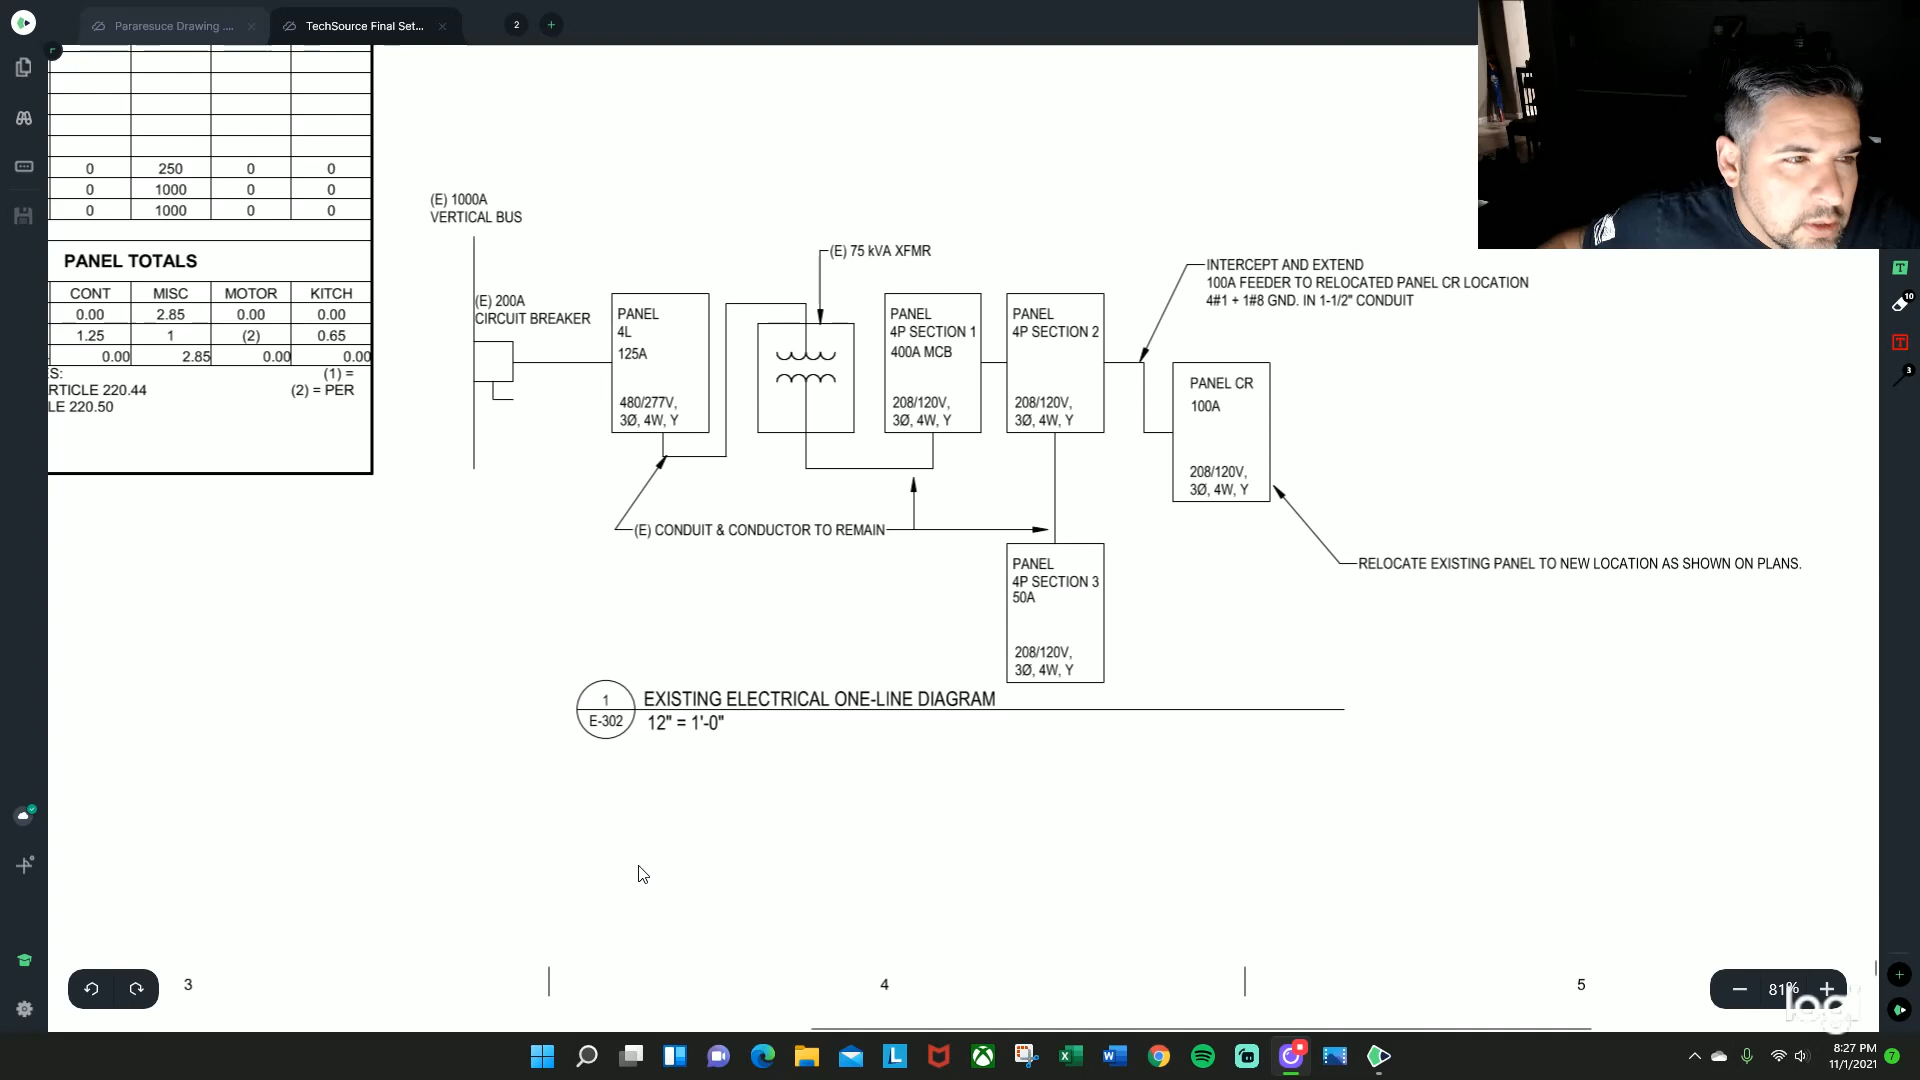 Pararesuce Drawing ....
TechSource Final Set...
2
0 250 0 0
0 1000 0 0
0 1000 0 0
PANEL TOTALS
CONT MISC MOTOR KITCH
0.00 2.85 0.00 0.00
1.25 1 (2) 0.65
0.00 2.85 0.00 0.00
S: (1) =
RTICLE 220.44 (2) = PER
LE 220.50
(E) 1000A
VERTICAL BUS
(E) 200A
CIRCUIT BREAKER
PANEL
4L
125A
480/277V,
3Ø, 4W, Y
(E) 75 kVA XFMR
PANEL
4P SECTION 1
400A MCB
208/120V,
3Ø, 4W, Y
PANEL
4P SECTION 2
208/120V,
3Ø, 4W, Y
INTERCEPT AND EXTEND
100A FEEDER TO RELOCATED PANEL CR LOCATION
4#1 + 1#8 GND. IN 1-1/2" CONDUIT
PANEL CR
100A
208/120V,
3Ø, 4W, Y
(E) CONDUIT & CONDUCTOR TO REMAIN
RELOCATE EXISTING PANEL TO NEW LOCATION AS SHOWN ON PLANS.
PANEL
4P SECTION 3
50A
208/120V,
3Ø, 4W, Y
1
E-302
EXISTING ELECTRICAL ONE-LINE DIAGRAM
12" = 1'-0"
3
4
5
10
3
81%
logi
8:27 PM
11/1/2021
7